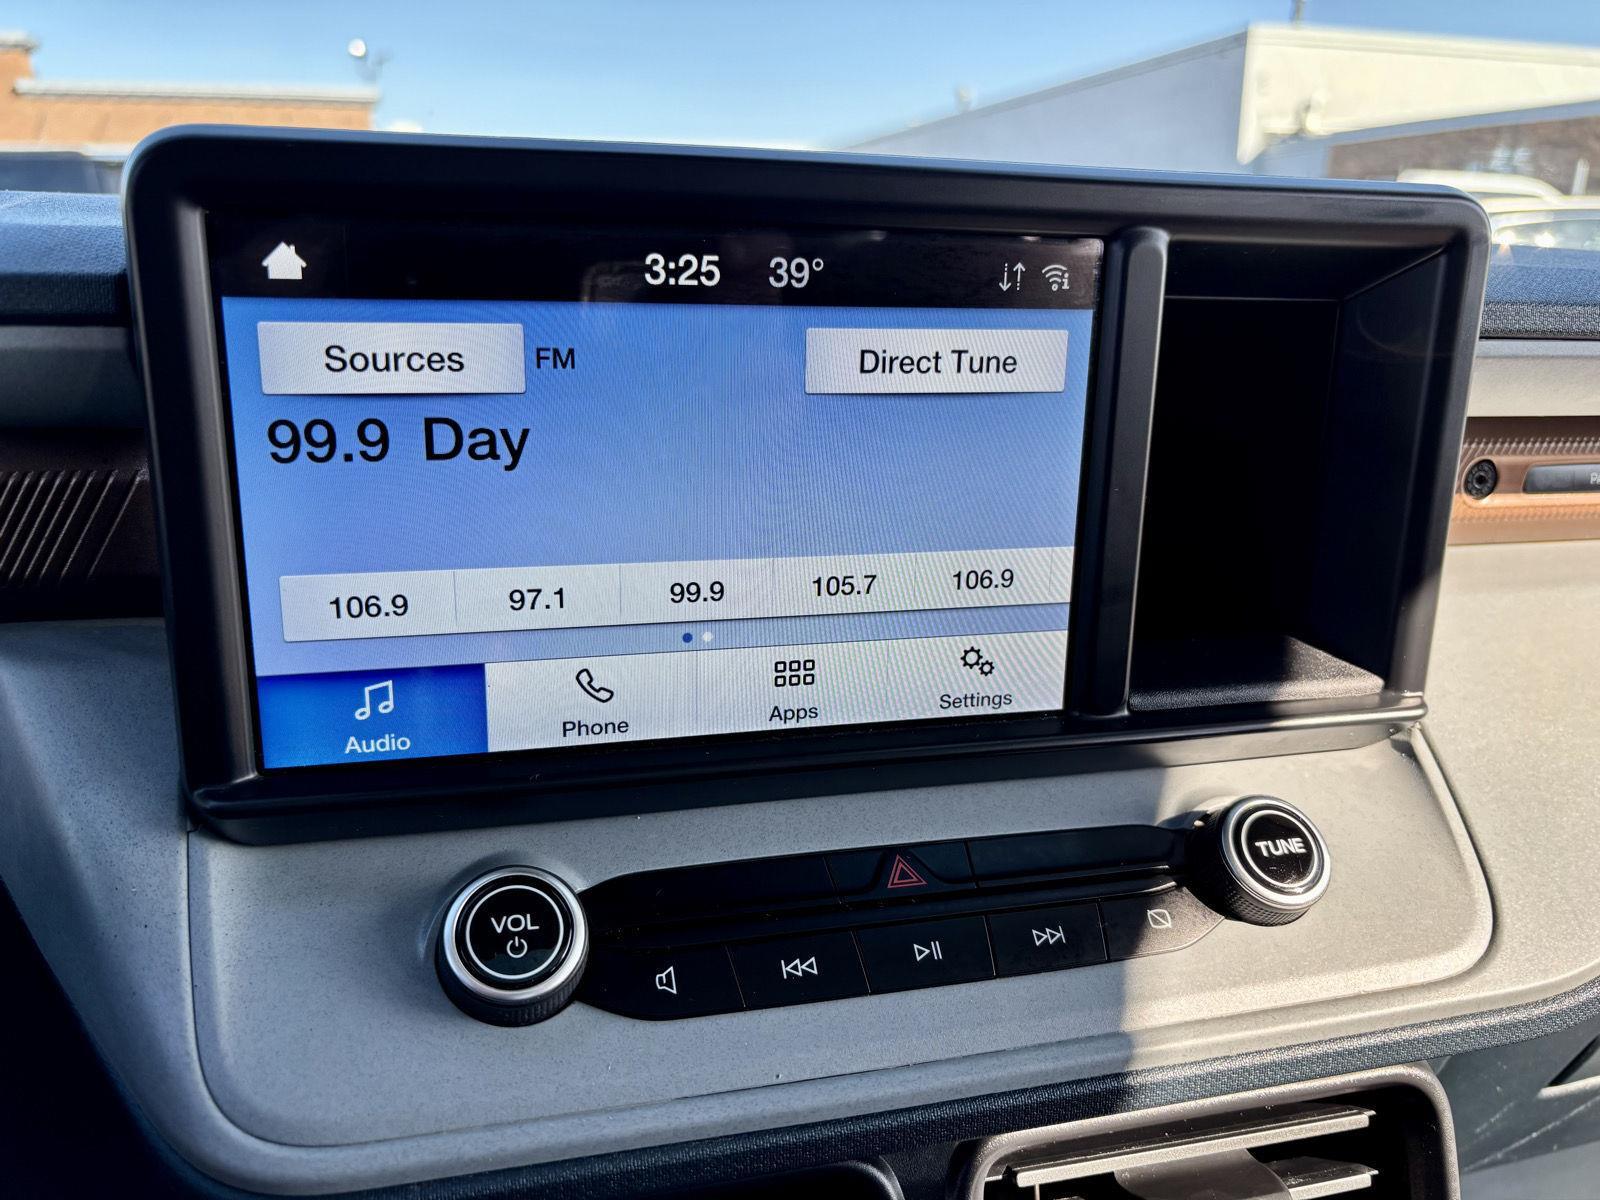 3:25 39°
Sources FM Direct Tune
99.9 Day
106.9 97.1 99.9 105.7 106.9
Audio Phone Apps Settings
VOL
TUNE